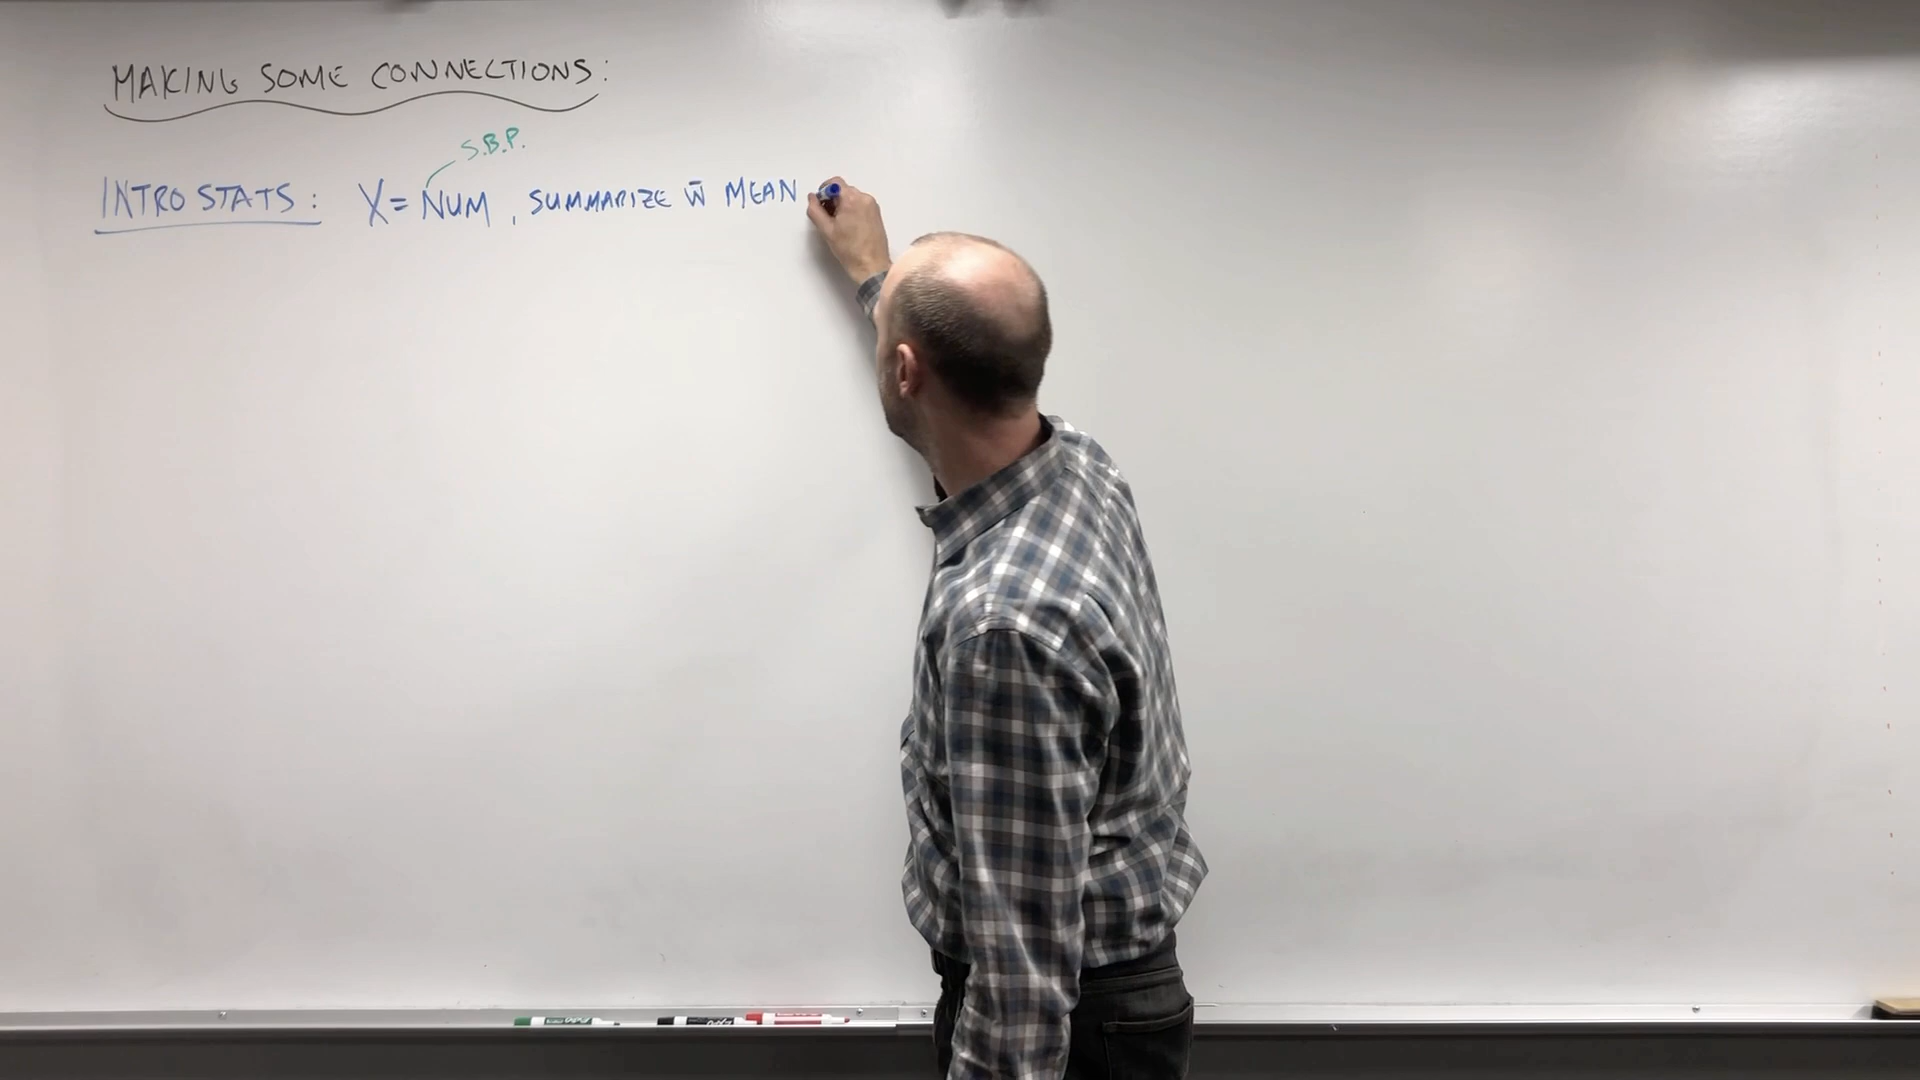 MAKING SOME CONNECTIONS:
S.B.P.
INTRO STATS: X = NUM, SUMMARIZE w̄ MEAN